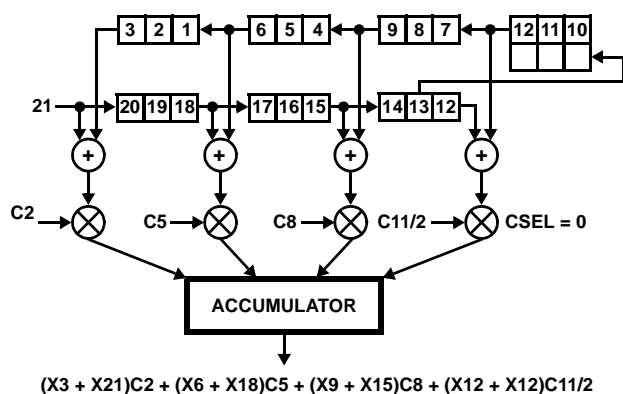 3 2 1 6 5 4 9 8 7 12 11 10
21 20 19 18 17 16 15 14 13 12
+ + + +
C2 C5 C8 C11/2 CSEL = 0
ACCUMULATOR
(X3 + X21)C2 + (X6 + X18)C5 + (X9 + X15)C8 + (X12 + X12)C11/2